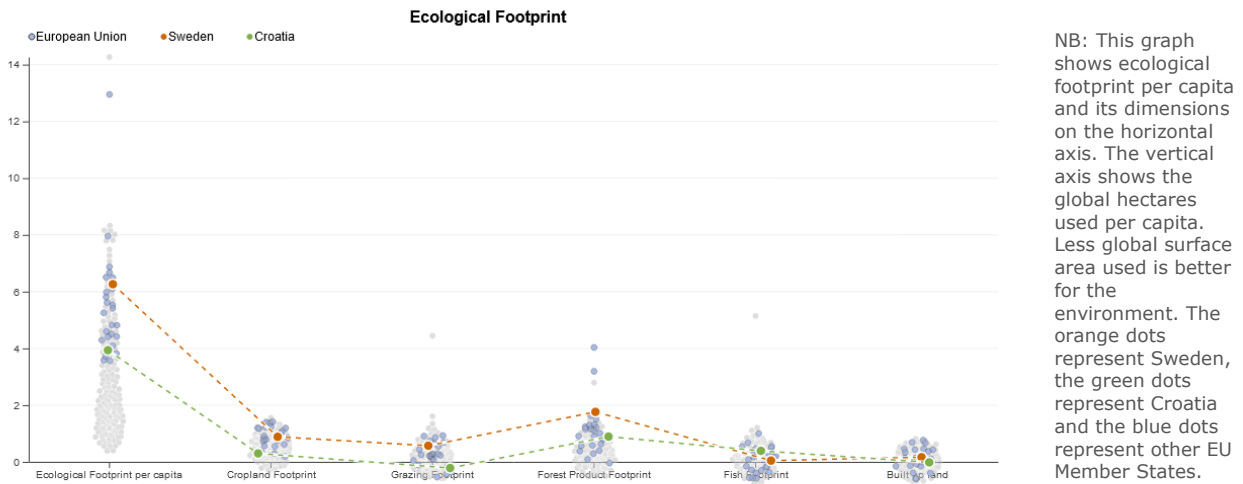 Ecological Footprint
European Union Sweden Croatia
14
12
10
8
6
4
2
0
Ecological Footprint per capita Cropland Footprint Grazing Footprint Forest Product Footprint Fish Footprint Built up land
NB: This graph
shows ecological
footprint per capita
and its dimensions
on the horizontal
axis. The vertical
axis shows the
global hectares
used per capita.
Less global surface
area used is better
for the
environment. The
orange dots
represent Sweden,
the green dots
represent Croatia
and the blue dots
represent other EU
Member States.